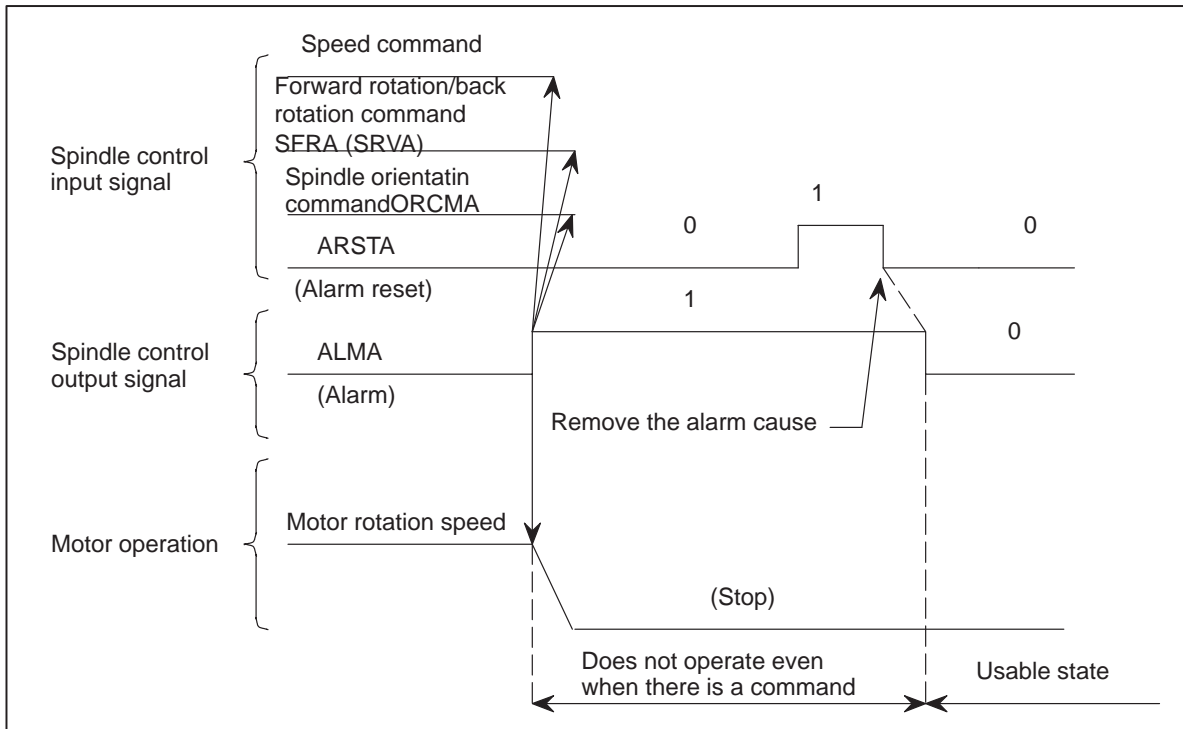 Speed command
Forward rotation/back
rotation command
SFRA (SRVA)
Spindle control
input signal
Spindle orientatin
commandORCMA
1
0
0
ARSTA
(Alarm reset)
1
0
Spindle control
output signal
ALMA
(Alarm)
Remove the alarm cause
Motor rotation speed
Motor operation
(Stop)
Does not operate even
when there is a command
Usable state